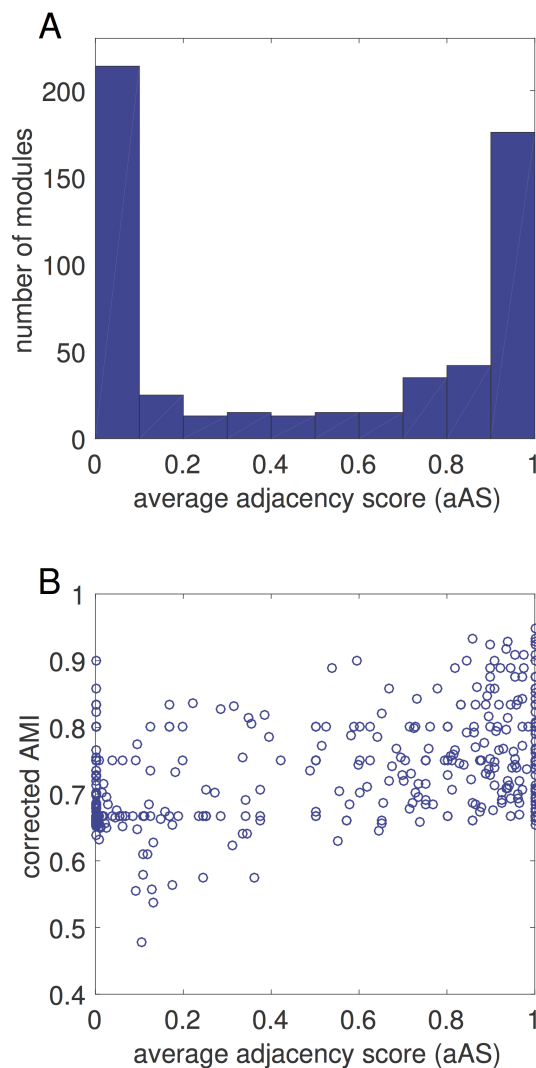 A
number of modules
200
150
100
50
0
0 0.2 0.4 0.6 0.8 1
average adjacency score (aAS)
B
corrected AMI
1
0.9
0.8
0.7
0.6
0.5
0.4
0 0.2 0.4 0.6 0.8 1
average adjacency score (aAS)